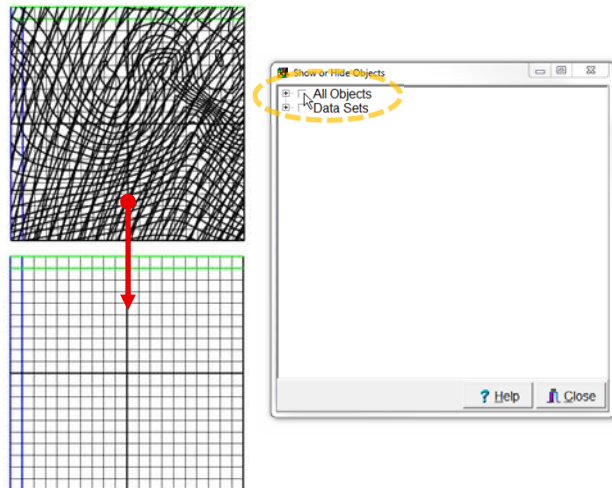 Show or Hide Objects
All Objects
Data Sets
? Help
Close